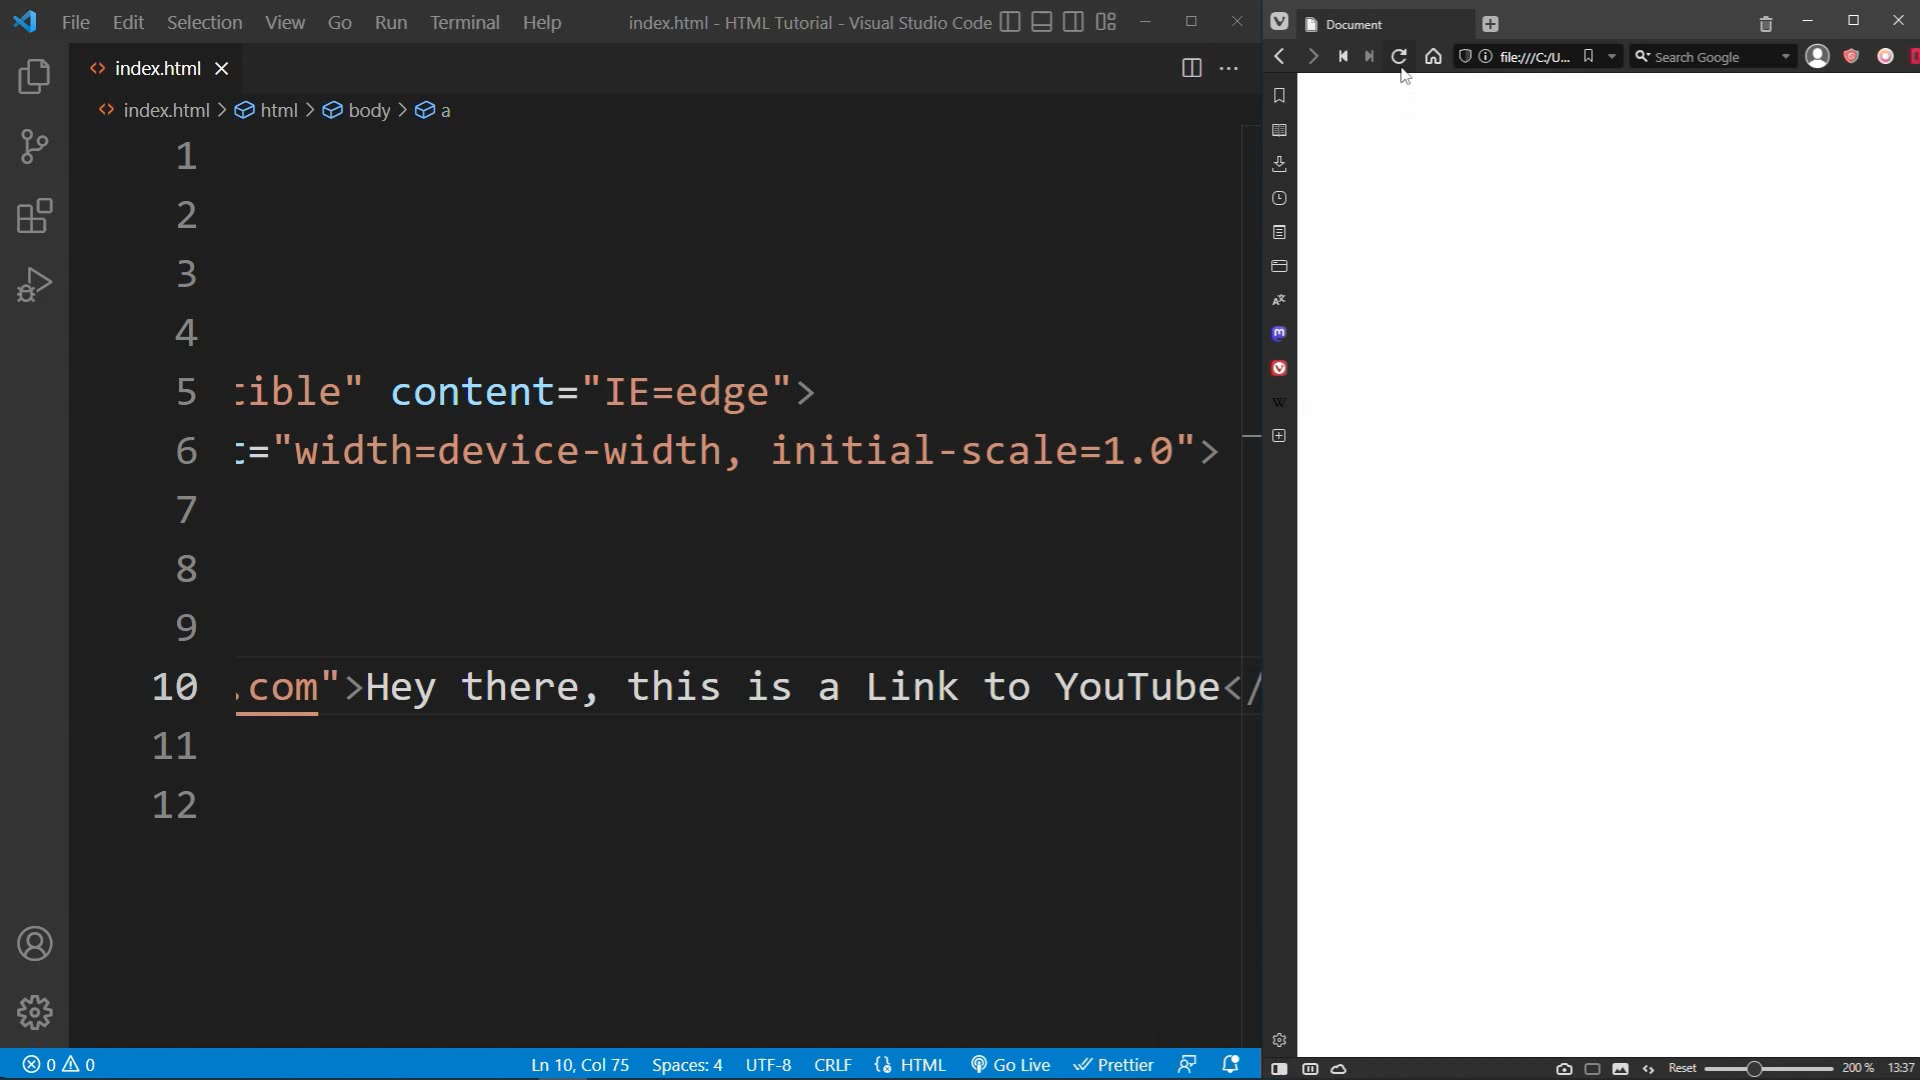 File Edit Selection View Go Run Terminal Help index.html - HTML Tutorial - Visual Studio Code
Document
index.html
file:///C:/U... Search Google
index.html > html > body > a
1
2
3
4
5 tible" content="IE=edge">
6 t="width=device-width, initial-scale=1.0">
7
8
9
10 .com">Hey there, this is a Link to YouTube</
11
12
0 0 Ln 10, Col 75 Spaces: 4 UTF-8 CRLF HTML Go Live Prettier
Reset 200 % 13:37